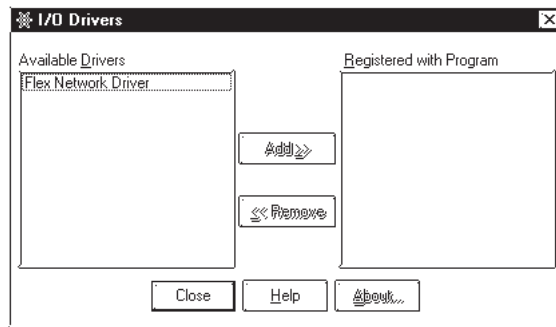 I/O Drivers
Available Drivers
Registered with Program
Flex Network Driver
Add >>
<< Remove
Close
Help
About...